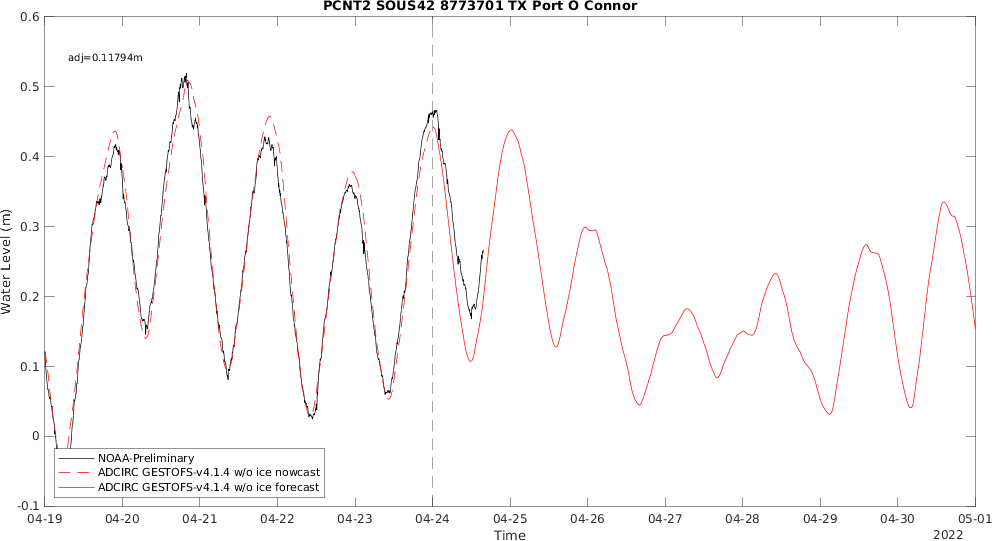 PCNT2 SOUS42 8773701 TX Port O Connor
adj=0.11794m
Water Level (m)
0.6
0.5
0.4
0.3
0.2
0.1
0
-0.1
NOAA-Preliminary
ADCIRC GESTOFS-v4.1.4 w/o ice nowcast
ADCIRC GESTOFS-v4.1.4 w/o ice forecast
04-19 04-20 04-21 04-22 04-23 04-24 04-25 04-26 04-27 04-28 04-29 04-30 05-01
Time
2022